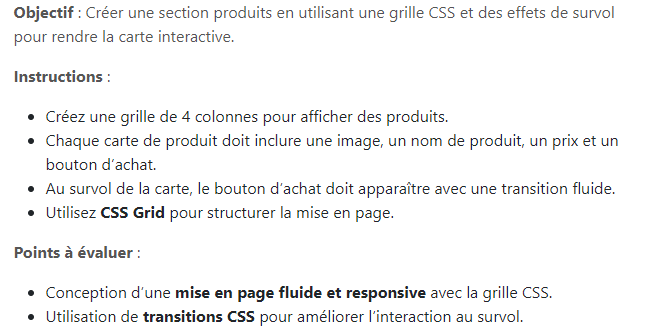 Objectif : Créer une section produits en utilisant une grille CSS et des effets de survol
pour rendre la carte interactive.
Instructions :
• Créez une grille de 4 colonnes pour afficher des produits.
• Chaque carte de produit doit inclure une image, un nom de produit, un prix et un
bouton d’achat.
• Au survol de la carte, le bouton d’achat doit apparaître avec une transition fluide.
• Utilisez CSS Grid pour structurer la mise en page.
Points à évaluer :
• Conception d’une mise en page fluide et responsive avec la grille CSS.
• Utilisation de transitions CSS pour améliorer l’interaction au survol.